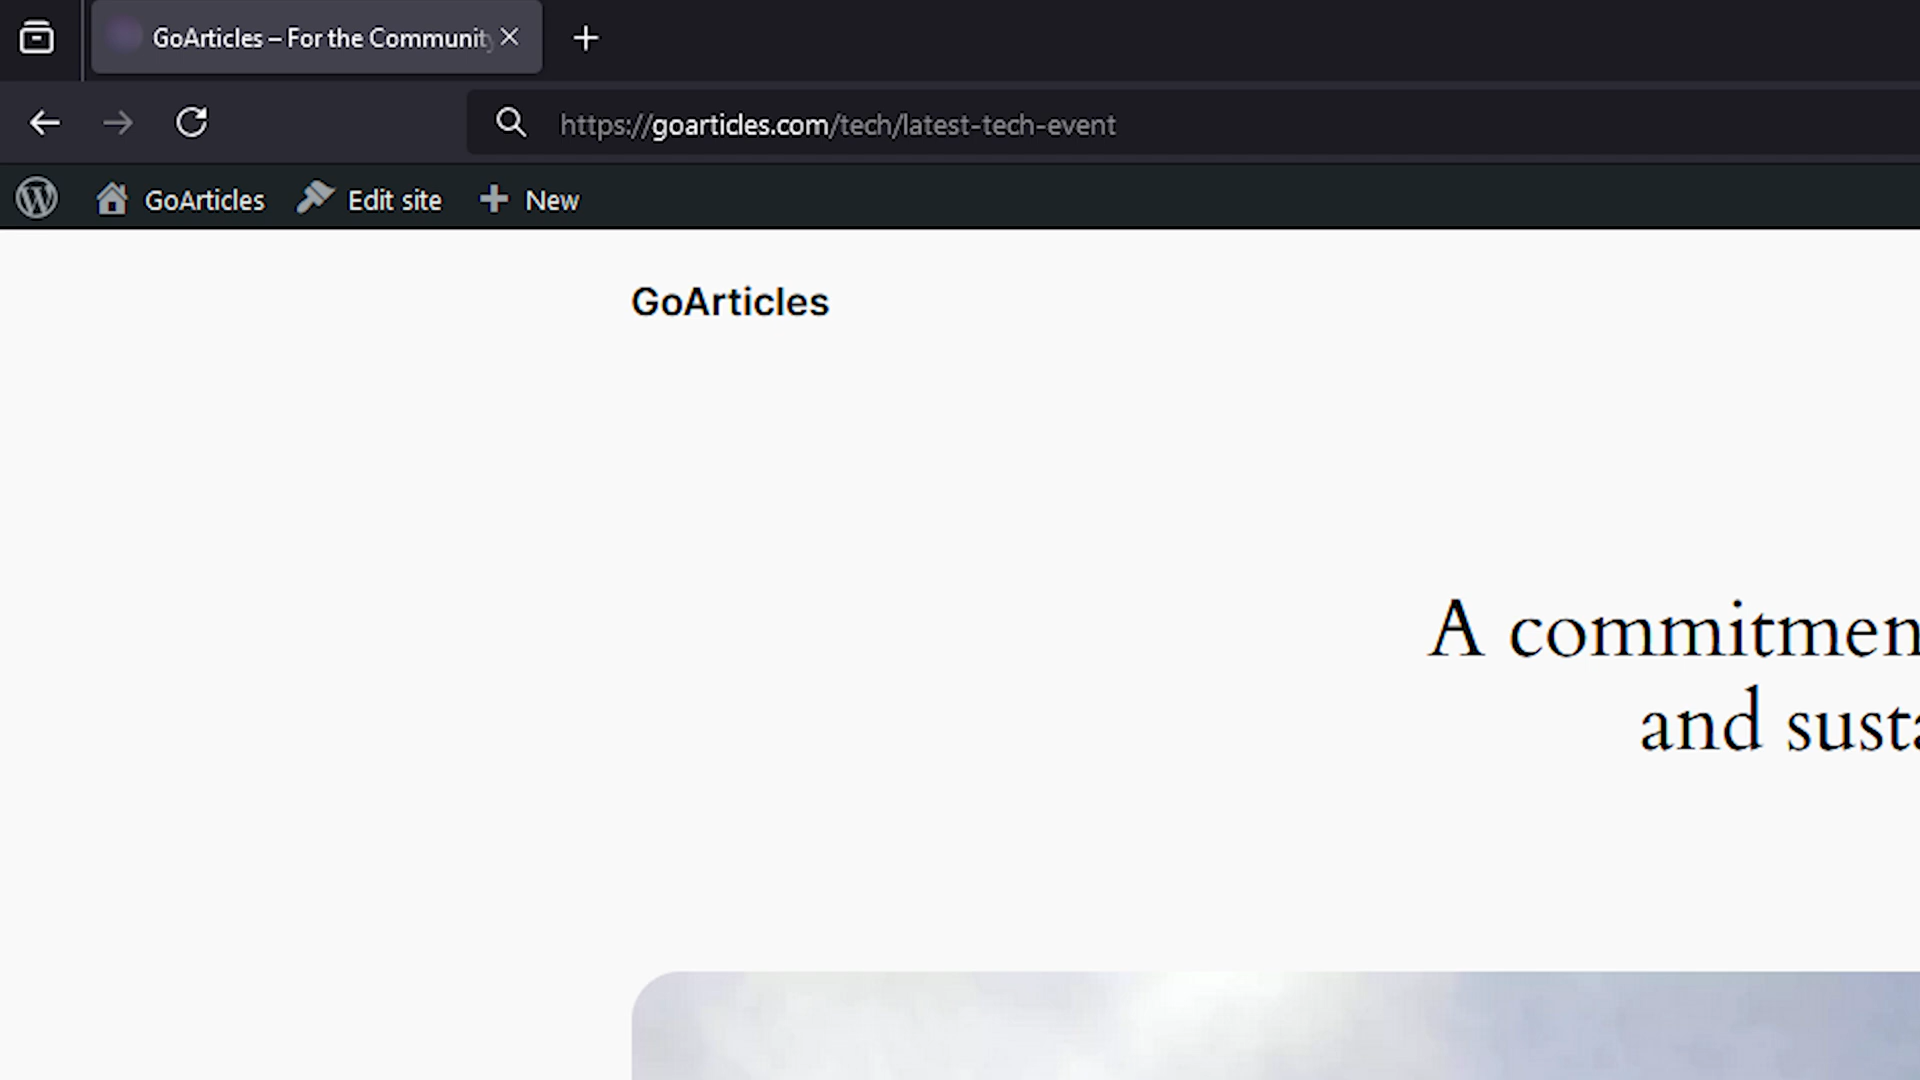 GoArticles – For the Community
https://goarticles.com/tech/latest-tech-event
GoArticles Edit site New
GoArticles
A commitmen
and susta